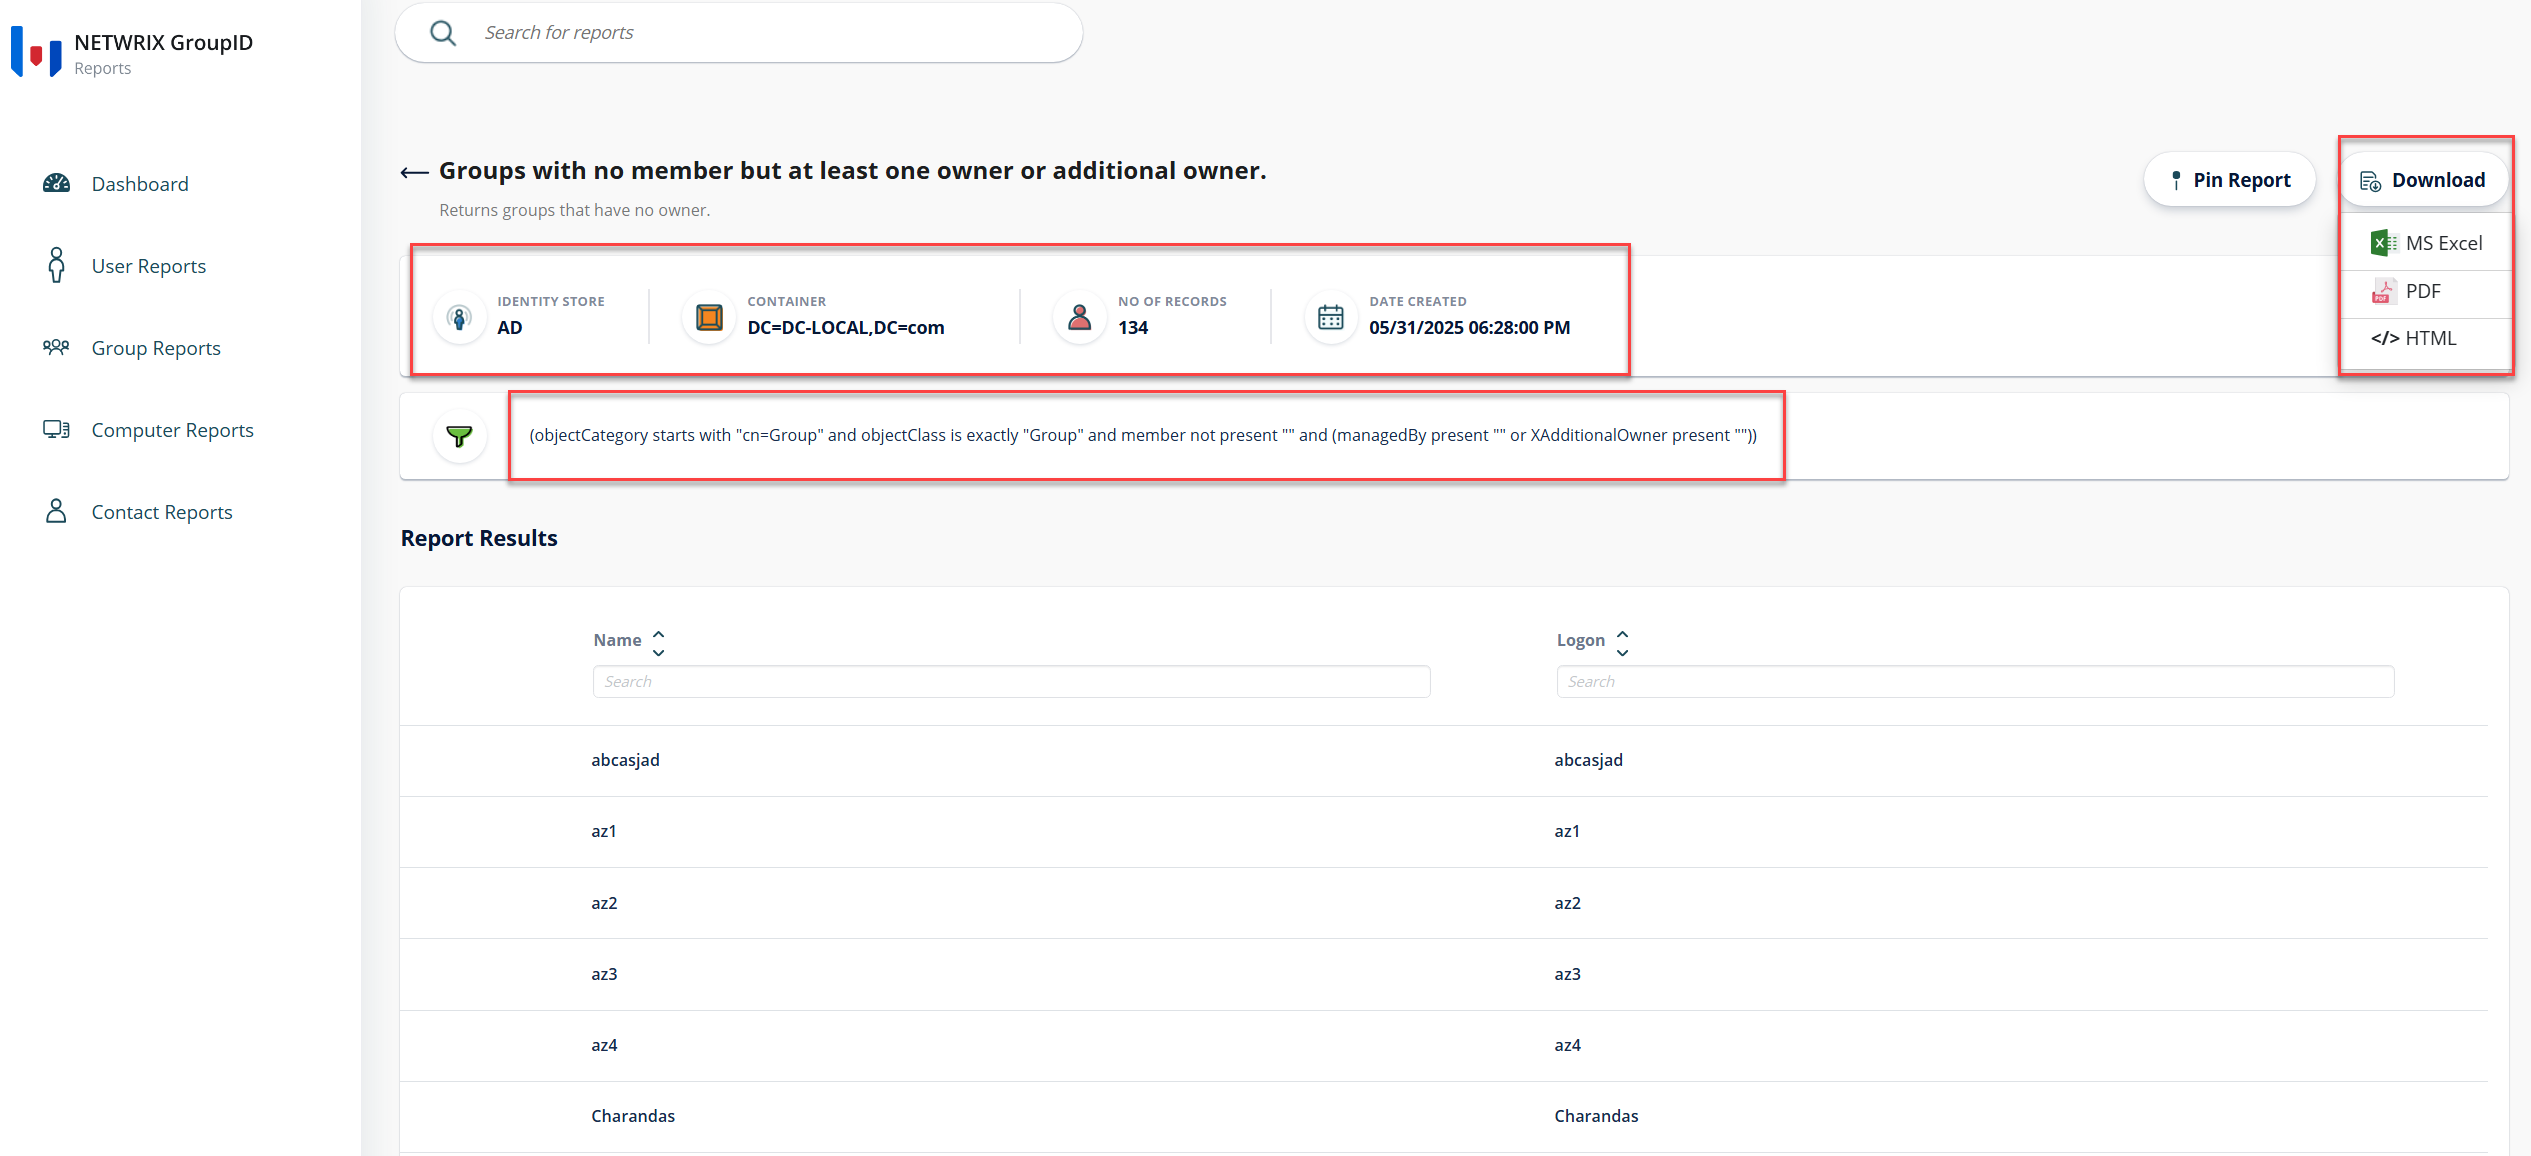 NETWRIX GroupID
Reports
Search for reports
Dashboard
User Reports
Group Reports
Computer Reports
Contact Reports
Groups with no member but at least one owner or additional owner.
Returns groups that have no owner.
Pin Report
Download
MS Excel
PDF
</> HTML
IDENTITY STORE
AD
CONTAINER
DC=DC-LOCAL,DC=com
NO OF RECORDS
134
DATE CREATED
05/31/2025 06:28:00 PM
(objectCategory starts with "cn=Group" and objectClass is exactly "Group" and member not present "" and (managedBy present "" or XAdditionalOwner present ""))
Report Results
Name
Logon
Search
Search
abcasjad abcasjad
az1 az1
az2 az2
az3 az3
az4 az4
Charandas Charandas